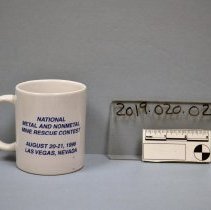 NATIONAL
METAL AND NONMETAL
MINE RESCUE CONTEST
AUGUST 20-21, 1996
LAS VEGAS, NEVADA
2019.020.02